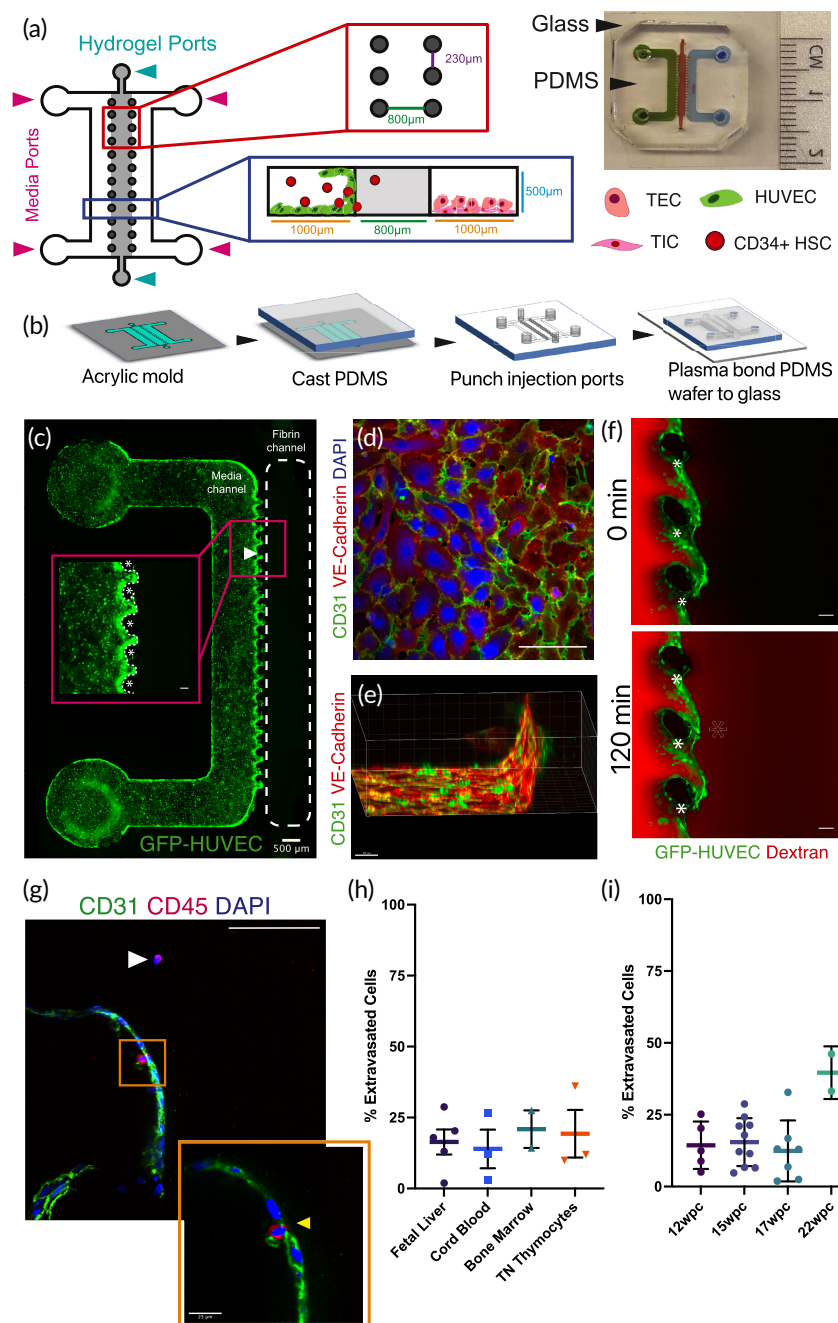 (a)
Hydrogel Ports
Media Ports
230µm
800µm
500µm
1000µm
800µm
1000µm
Glass
PDMS
CM
1
2
TEC
HUVEC
TIC
CD34+ HSC
(b)
Acrylic mold
Cast PDMS
Punch injection ports
Plasma bond PDMS
wafer to glass
(c)
Fibrin
channel
Media
channel
GFP-HUVEC
500 µm
(d)
CD31 VE-Cadherin DAPI
(e)
CD31 VE-Cadherin
(f)
0 min
120 min
GFP-HUVEC Dextran
(g)
CD31 CD45 DAPI
25 µm
(h)
% Extravasated Cells
100
75
50
25
0
Fetal Liver
Cord Blood
Bone Marrow
TN Thymocytes
(i)
% Extravasated Cells
100
75
50
25
0
12wpc
15wpc
17wpc
22wpc